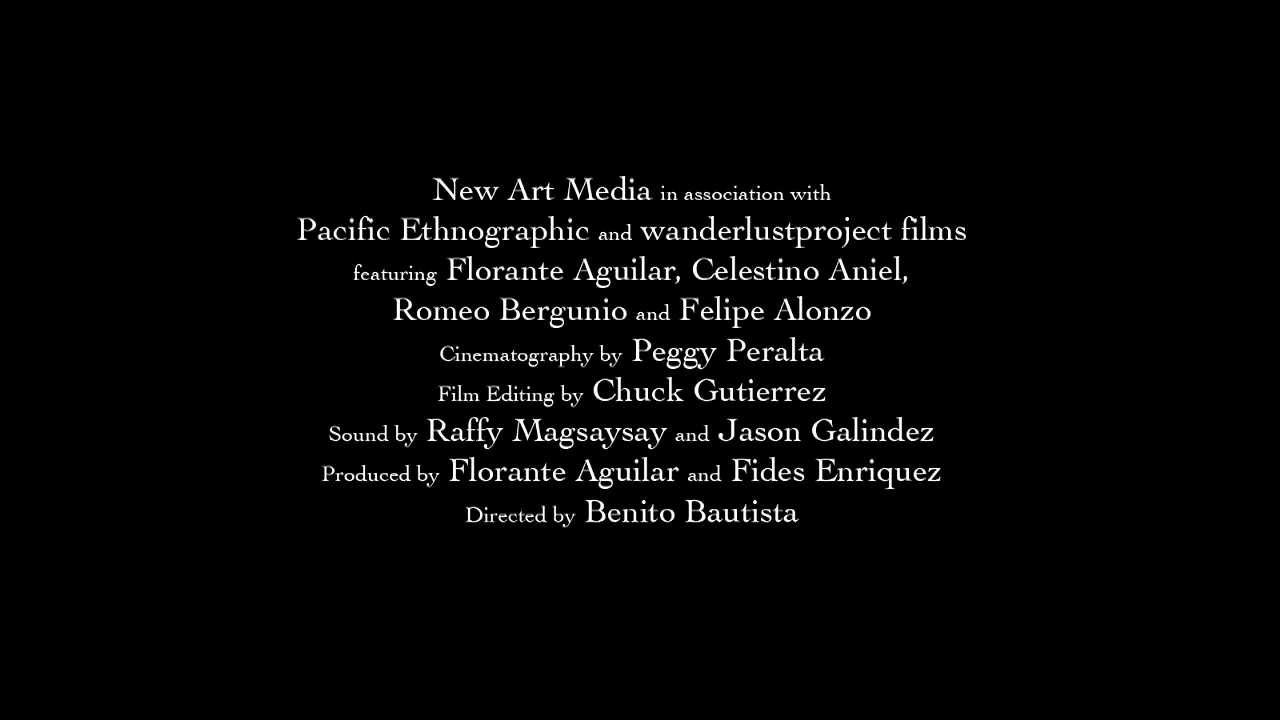 New Art Media in association with
Pacific Ethnographic and wanderlustproject films
featuring Florante Aguilar, Celestino Aniel,
Romeo Bergunio and Felipe Alonzo
Cinematography by Peggy Peralta
Film Editing by Chuck Gutierrez
Sound by Raffy Magsaysay and Jason Galindez
Produced by Florante Aguilar and Fides Enriquez
Directed by Benito Bautista